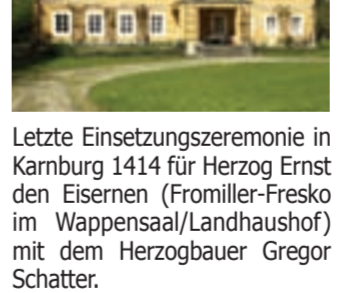 Letzte Einsetzungszeremonie in
Karnburg 1414 für Herzog Ernst
den Eisernen (Fromiller-Fresko
im Wappensaal/Landhaushof)
mit dem Herzogbauer Gregor
Schatter.